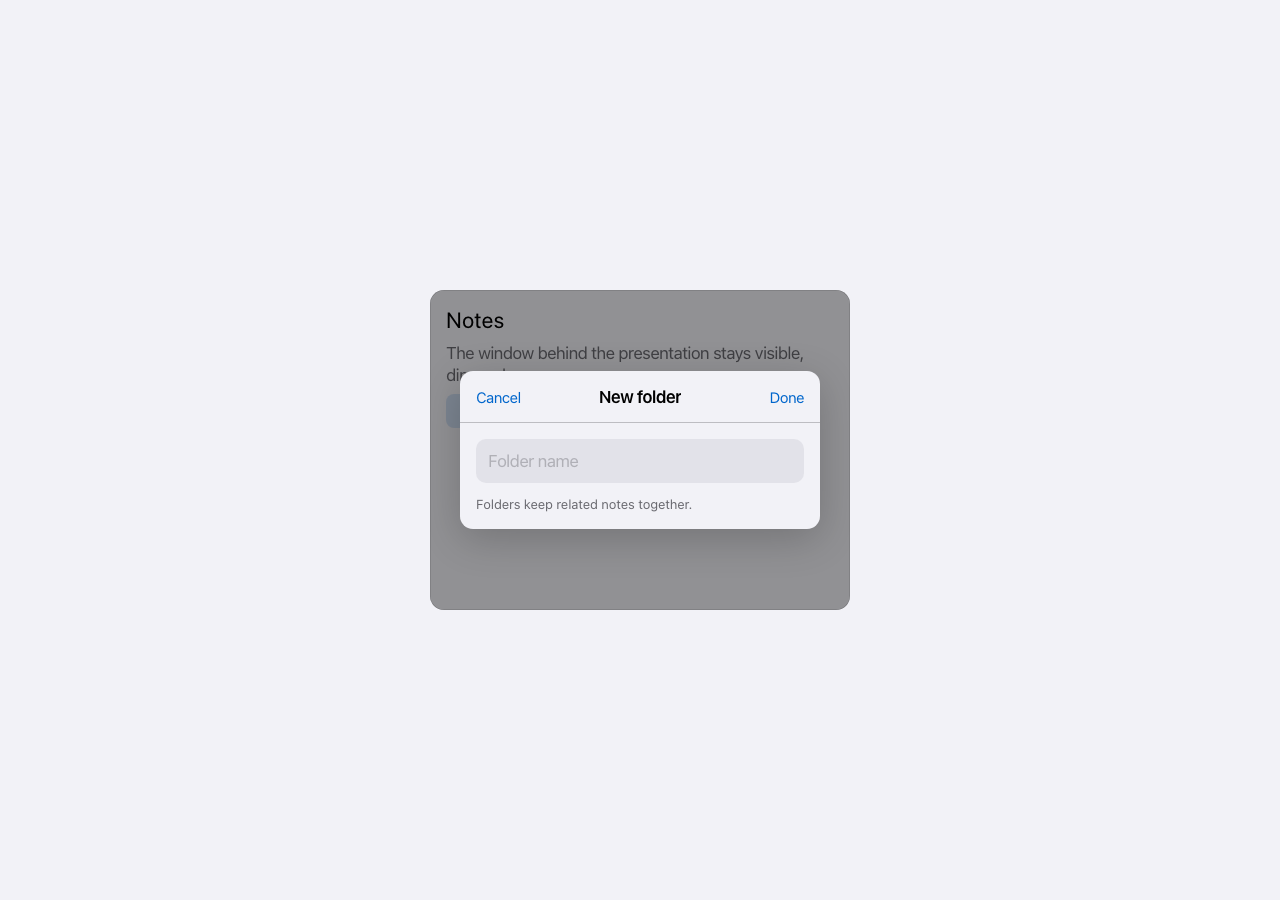 Notes
The window behind the presentation stays visible,
Cancel
New folder
Done
Folder name
Folders keep related notes together.